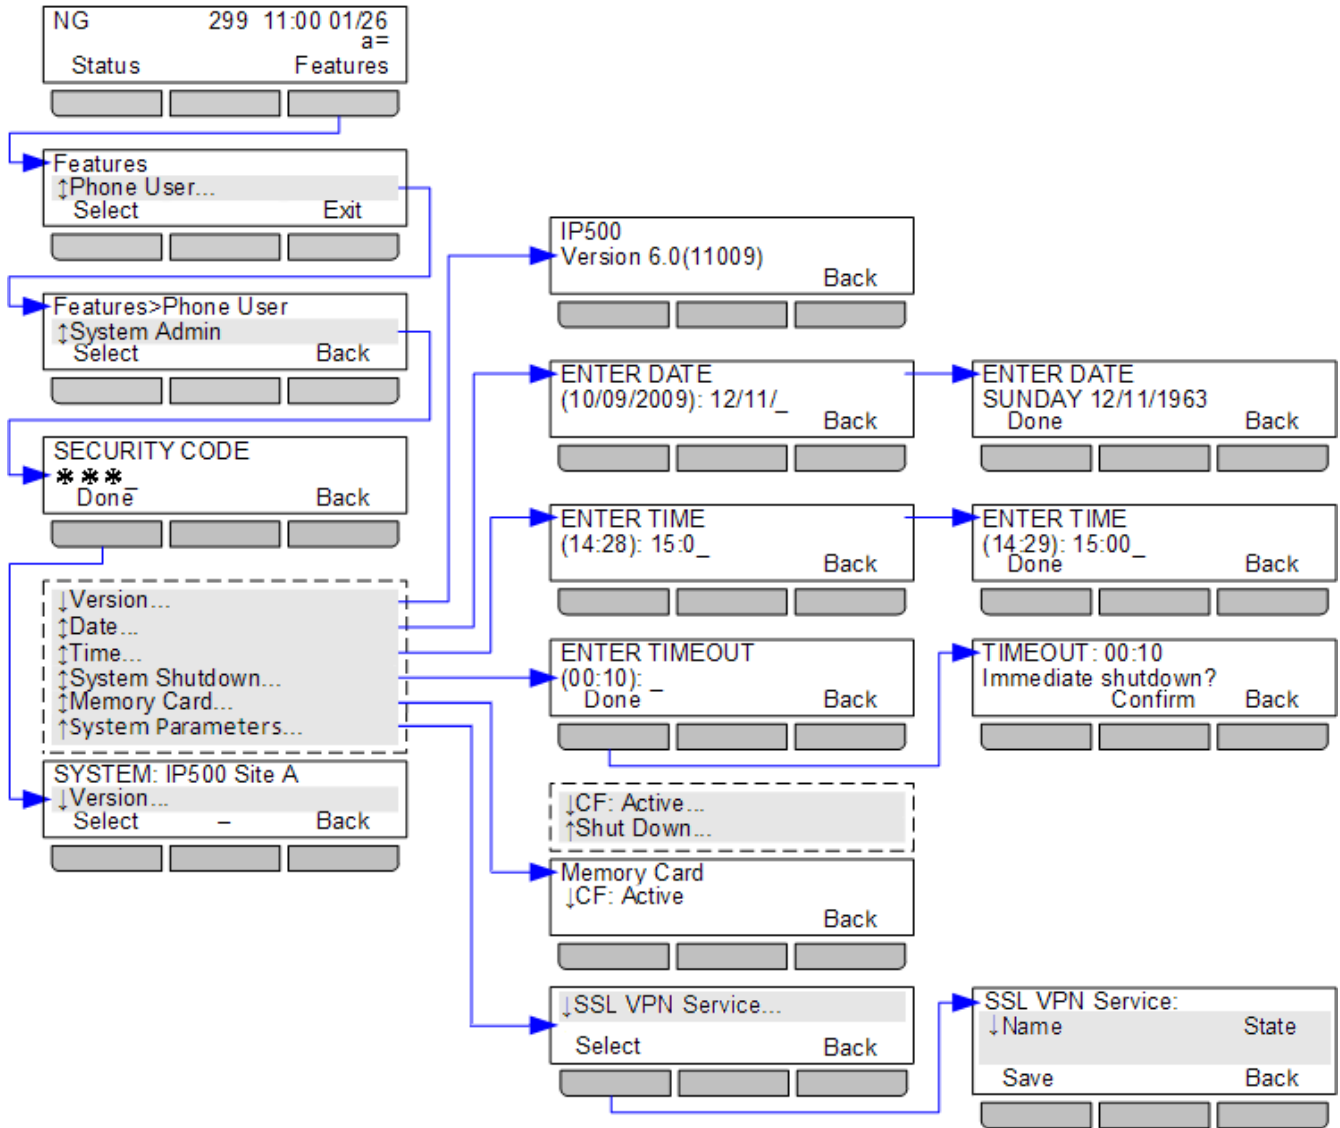 NG 299 11:00 01/26
a=
Status Features
Features
↕Phone User...
Select Exit
Features>Phone User
↕System Admin
Select Back
SECURITY CODE
***_
Done Back
↓Version...
↕Date...
↕Time...
↕System Shutdown...
↕Memory Card...
↑System Parameters...
SYSTEM: IP500 Site A
↓Version...
Select – Back
IP500
Version 6.0(11009)
Back
ENTER DATE
(10/09/2009): 12/11/_
Back
ENTER DATE
SUNDAY 12/11/1963
Done Back
ENTER TIME
(14:28): 15:0_
Back
ENTER TIME
(14:29): 15:00_
Done Back
ENTER TIMEOUT
(00:10): _
Done Back
TIMEOUT: 00:10
Immediate shutdown?
Confirm Back
↓CF: Active...
↑Shut Down...
Memory Card
↓CF: Active
Back
↓SSL VPN Service...
Select Back
SSL VPN Service:
↓Name State
Save Back